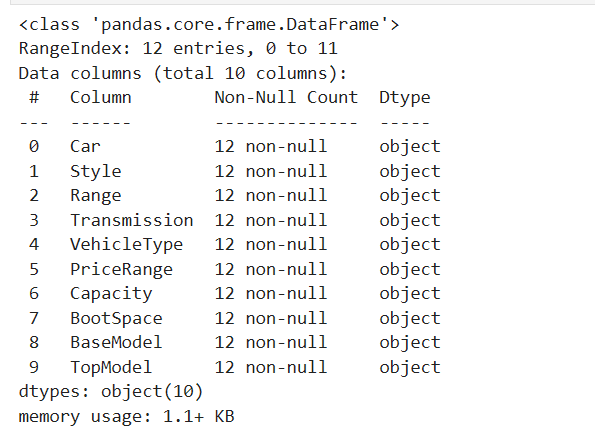 <class 'pandas.core.frame.DataFrame'>
RangeIndex: 12 entries, 0 to 11
Data columns (total 10 columns):
 #   Column        Non-Null Count  Dtype
---  ------        --------------  -----
 0   Car           12 non-null     object
 1   Style         12 non-null     object
 2   Range         12 non-null     object
 3   Transmission  12 non-null     object
 4   VehicleType   12 non-null     object
 5   PriceRange    12 non-null     object
 6   Capacity      12 non-null     object
 7   BootSpace     12 non-null     object
 8   BaseModel     12 non-null     object
 9   TopModel      12 non-null     object
dtypes: object(10)
memory usage: 1.1+ KB